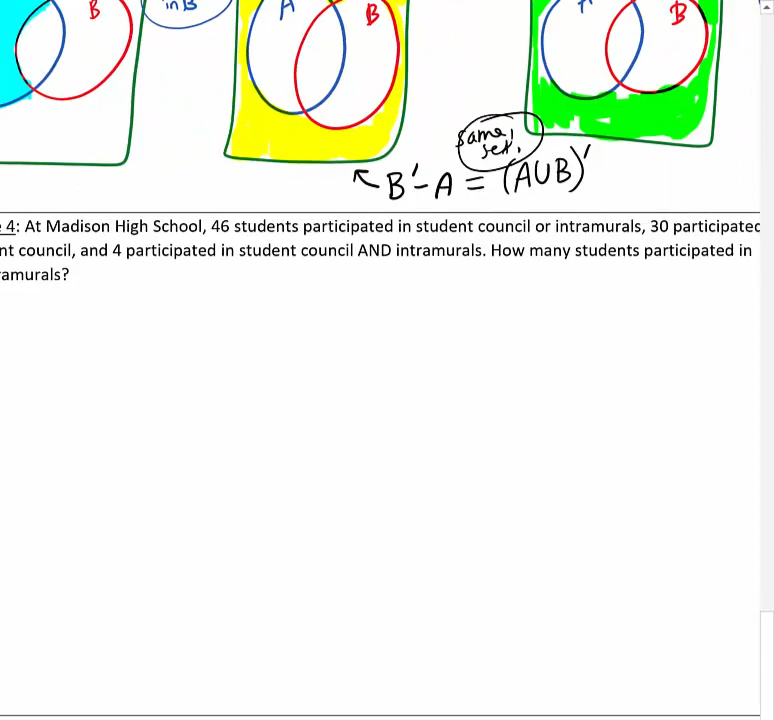 B
in B
A
B
A
B
same
set!
B'-A = (A∪B)'
4: At Madison High School, 46 students participated in student council or intramurals, 30 participated
nt council, and 4 participated in student council AND intramurals. How many students participated in
ramurals?